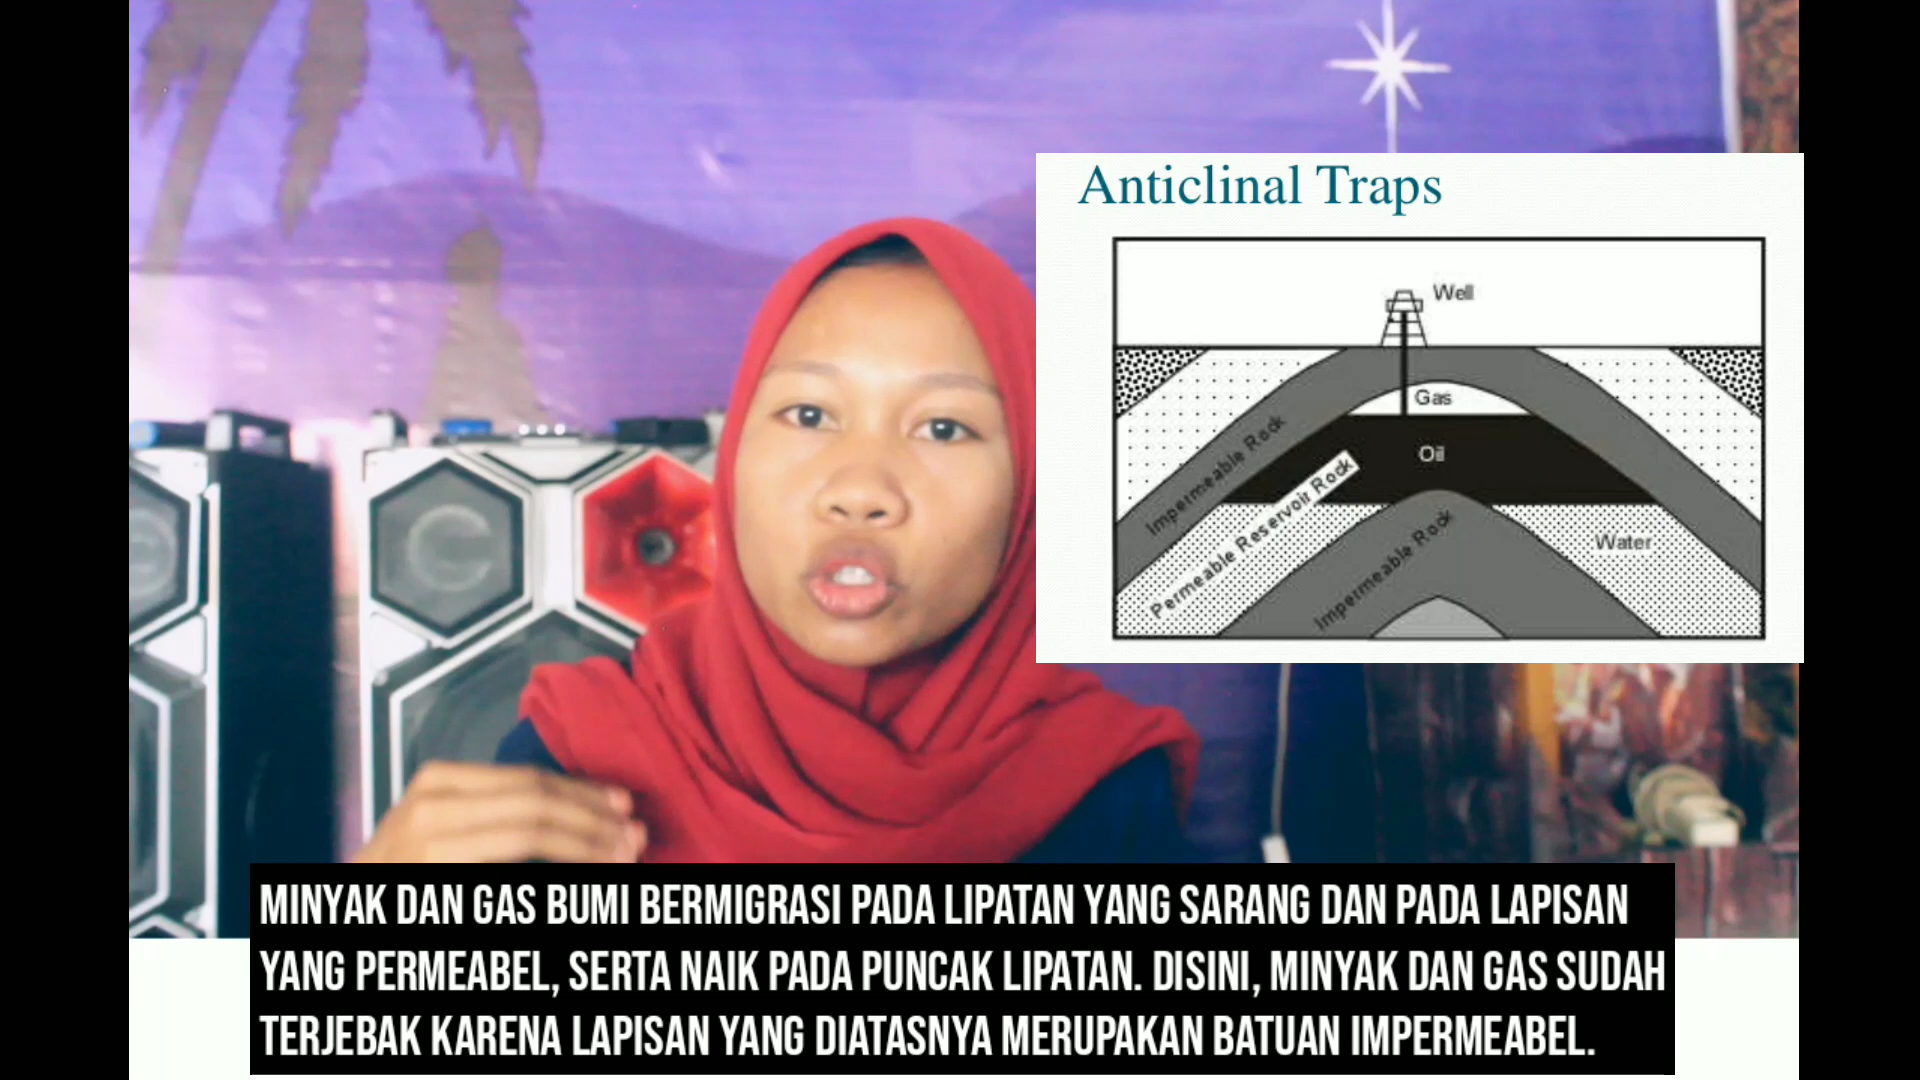 Anticlinal Traps
Well
Gas
Oil
Impermeable Rock
Permeable Reservoir Rock
Impermeable Rock
Water
MINYAK DAN GAS BUMI BERMIGRASI PADA LIPATAN YANG SARANG DAN PADA LAPISAN
YANG PERMEABEL, SERTA NAIK PADA PUNCAK LIPATAN. DISINI, MINYAK DAN GAS SUDAH
TERJEBAK KARENA LAPISAN YANG DIATASNYA MERUPAKAN BATUAN IMPERMEABEL.